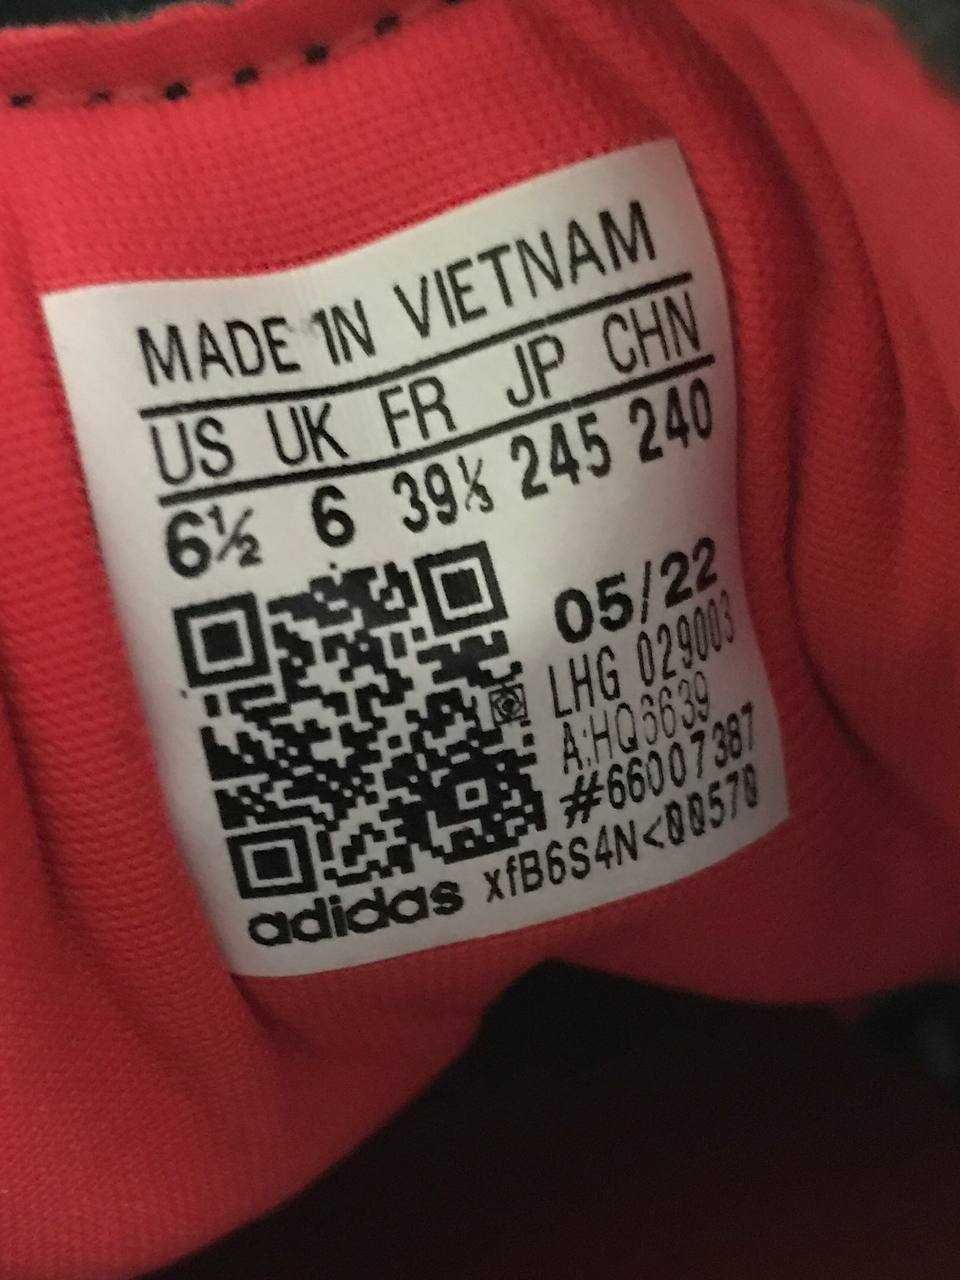 MADE IN VIETNAM
US UK FR JP CHN
6½ 6 39⅓ 245 240
05/22
LHG 029003
A:HQ6639
#66007387
adidas xfB6S4N<00570